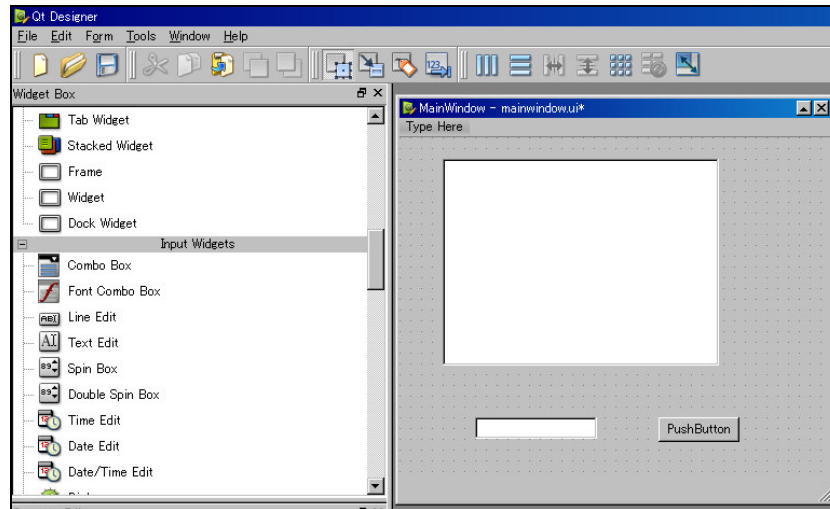 Qt Designer
File Edit Form Tools Window Help
Widget Box
Tab Widget
Stacked Widget
Frame
Widget
Dock Widget
Input Widgets
Combo Box
Font Combo Box
Line Edit
Text Edit
Spin Box
Double Spin Box
Time Edit
Date Edit
Date/Time Edit
MainWindow - mainwindow.ui*
Type Here
PushButton